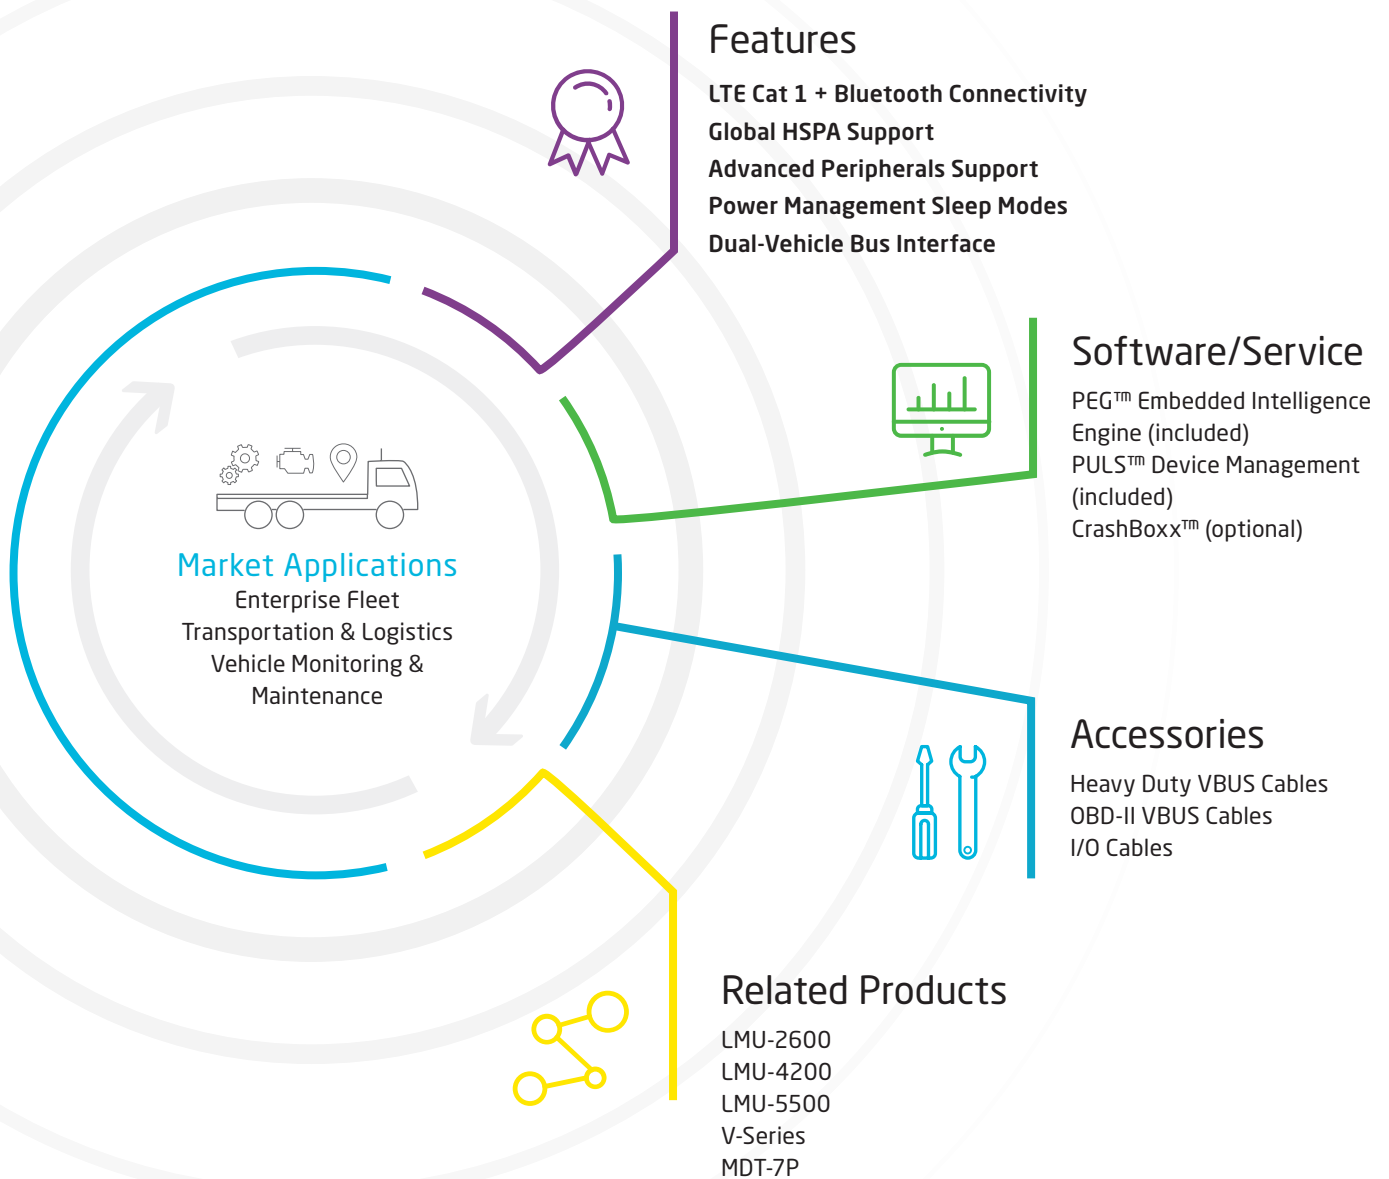 Features
LTE Cat 1 + Bluetooth Connectivity
Global HSPA Support
Advanced Peripherals Support
Power Management Sleep Modes
Dual-Vehicle Bus Interface
Software/Service
PEG™ Embedded Intelligence
Engine (included)
PULS™ Device Management
(included)
CrashBoxx™ (optional)
Market Applications
Enterprise Fleet
Transportation & Logistics
Vehicle Monitoring &
Maintenance
Accessories
Heavy Duty VBUS Cables
OBD-II VBUS Cables
I/O Cables
Related Products
LMU-2600
LMU-4200
LMU-5500
V-Series
MDT-7P